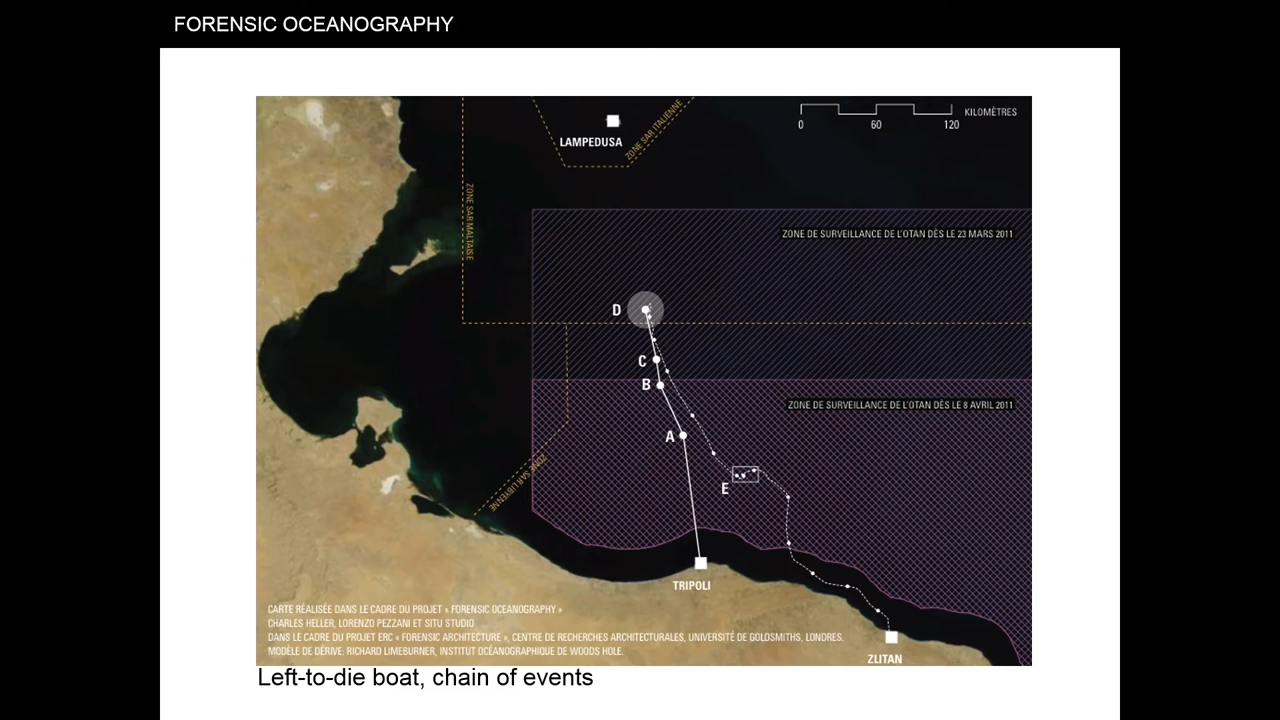 FORENSIC OCEANOGRAPHY
LAMPEDUSA
ZONE SAR ITALIENNE
KILOMÈTRES
0 60 120
ZONE SAR MALTAISE
ZONE DE SURVEILLANCE DE L'OTAN DÈS LE 23 MARS 2011
D
C
B
ZONE DE SURVEILLANCE DE L'OTAN DÈS LE 8 AVRIL 2011
A
ZONE SAR LIBYENNE
E
TRIPOLI
CARTE RÉALISÉE DANS LE CADRE DU PROJET « FORENSIC OCEANOGRAPHY »
CHARLES HELLER, LORENZO PEZZANI ET SITU STUDIO
DANS LE CADRE DU PROJET ERC « FORENSIC ARCHITECTURE », CENTRE DE RECHERCHES ARCHITECTURALES, UNIVERSITÉ DE GOLDSMITHS, LONDRES.
MODÈLE DE DÉRIVE: RICHARD LIMEBURNER, INSTITUT OCÉANOGRAPHIQUE DE WOODS HOLE.
ZLITAN
Left-to-die boat, chain of events